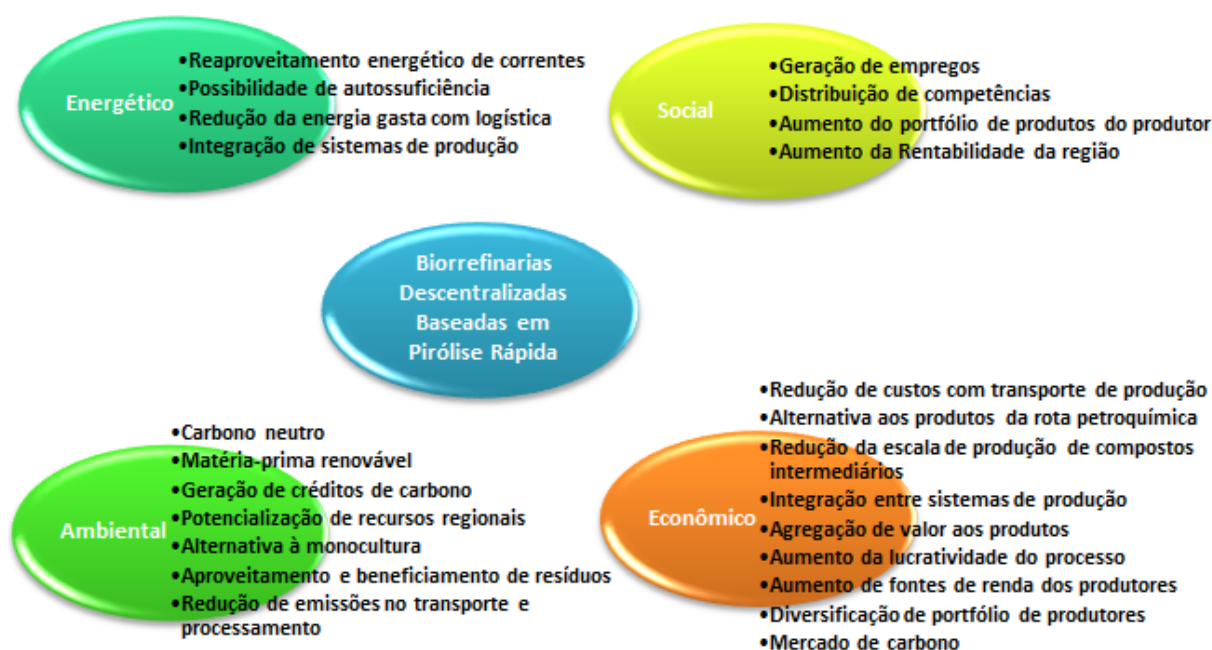 Energético
•Reaproveitamento energético de correntes
•Possibilidade de autossuficiência
•Redução da energia gasta com logística
•Integração de sistemas de produção
Social
•Geração de empregos
•Distribuição de competências
•Aumento do portfólio de produtos do produtor
•Aumento da Rentabilidade da região
Biorrefinarias
Descentralizadas
Baseadas em
Pirólise Rápida
Ambiental
•Carbono neutro
•Matéria-prima renovável
•Geração de créditos de carbono
•Potencialização de recursos regionais
•Alternativa à monocultura
•Aproveitamento e beneficiamento de resíduos
•Redução de emissões no transporte e
processamento
Econômico
•Redução de custos com transporte de produção
•Alternativa aos produtos da rota petroquímica
•Redução da escala de produção de compostos
intermediários
•Integração entre sistemas de produção
•Agregação de valor aos produtos
•Aumento da lucratividade do processo
•Aumento de fontes de renda dos produtores
•Diversificação de portfólio de produtores
•Mercado de carbono